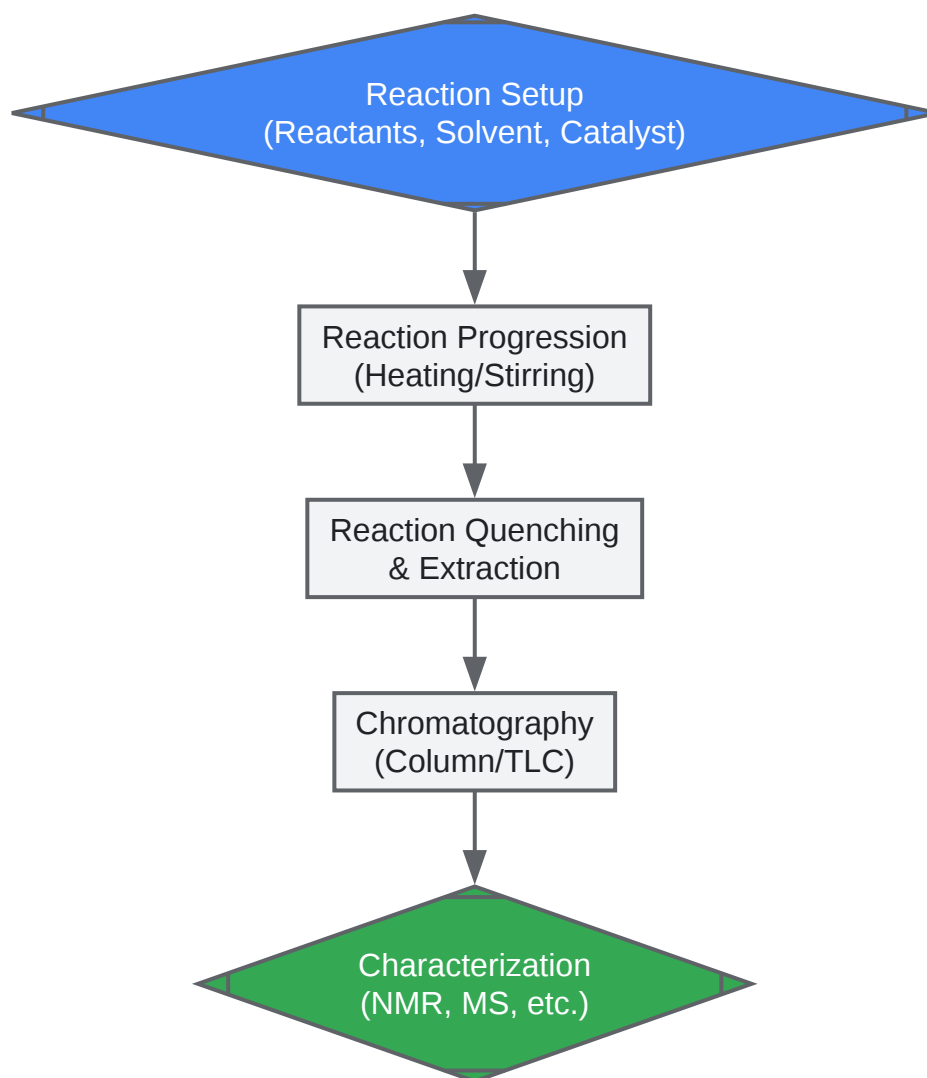 Reaction Setup
(Reactants, Solvent, Catalyst)
Reaction Progression
(Heating/Stirring)
Reaction Quenching
& Extraction
Chromatography
(Column/TLC)
Characterization
(NMR, MS, etc.)